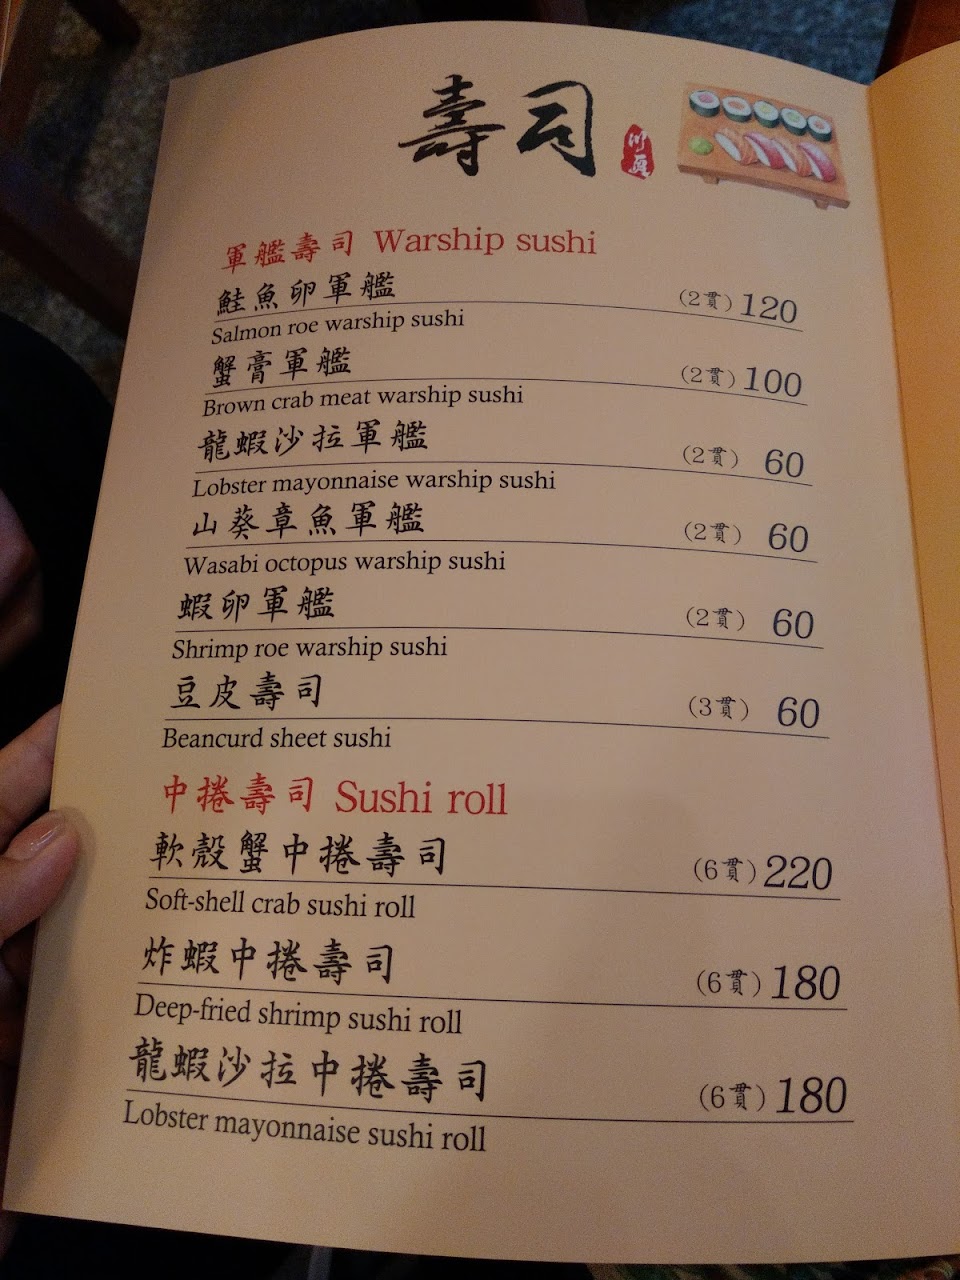 壽司
川頁
軍艦壽司 Warship sushi
鮭魚卵軍艦 (2貫) 120
Salmon roe warship sushi
蟹膏軍艦 (2貫) 100
Brown crab meat warship sushi
龍蝦沙拉軍艦 (2貫) 60
Lobster mayonnaise warship sushi
山葵章魚軍艦 (2貫) 60
Wasabi octopus warship sushi
蝦卵軍艦 (2貫) 60
Shrimp roe warship sushi
豆皮壽司 (3貫) 60
Beancurd sheet sushi
中捲壽司 Sushi roll
軟殼蟹中捲壽司 (6貫) 220
Soft-shell crab sushi roll
炸蝦中捲壽司 (6貫) 180
Deep-fried shrimp sushi roll
龍蝦沙拉中捲壽司 (6貫) 180
Lobster mayonnaise sushi roll